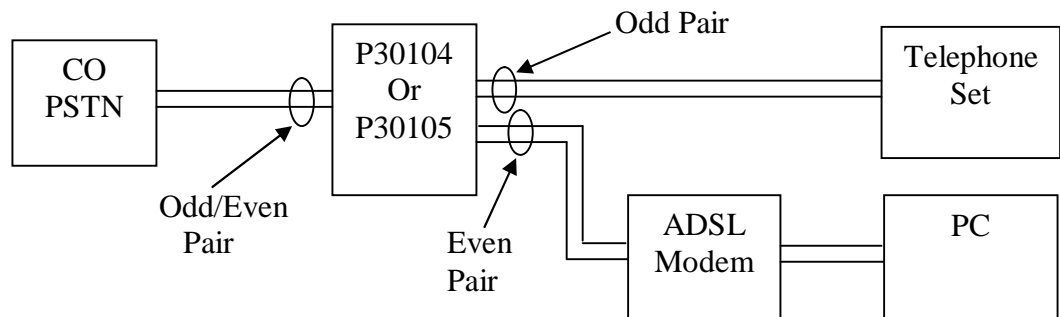 Odd Pair
CO
PSTN
P30104
Or
P30105
Telephone
Set
Odd/Even
Pair
Even
Pair
ADSL
Modem
PC